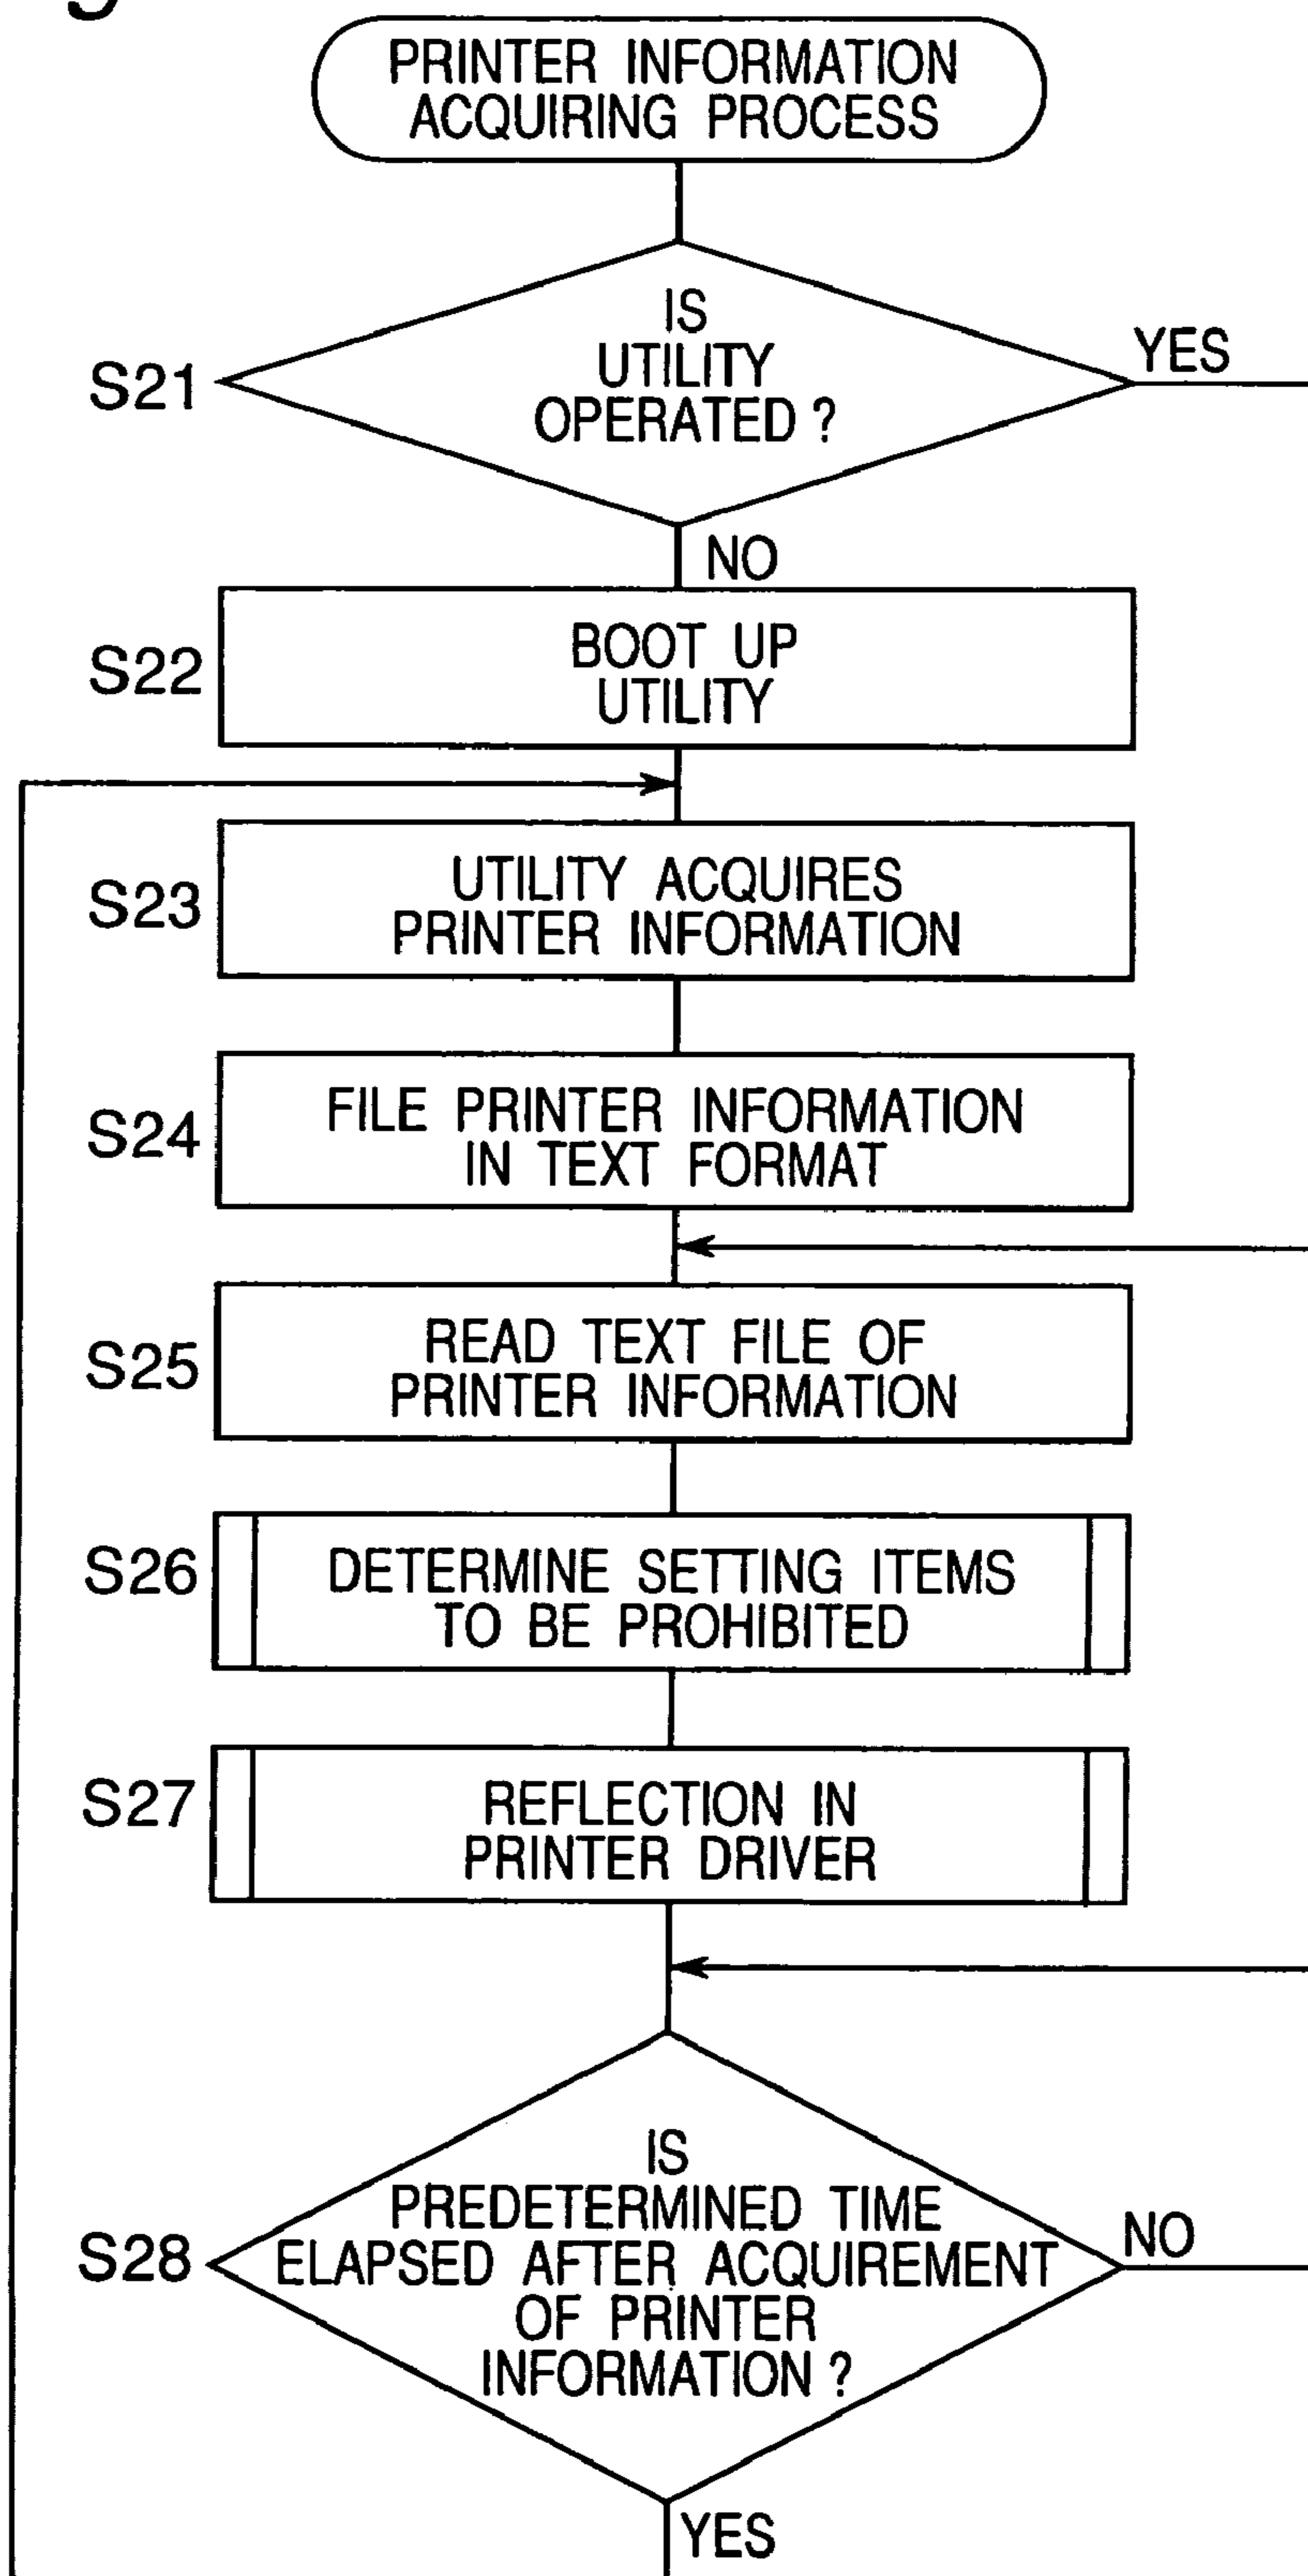 PRINTER INFORMATION
ACQUIRING PROCESS
IS
UTILITY
OPERATED ?
YES
S21
NO
BOOT UP
UTILITY
S22
UTILITY ACQUIRES
PRINTER INFORMATION
S23
FILE PRINTER INFORMATION
IN TEXT FORMAT
S24
READ TEXT FILE OF
PRINTER INFORMATION
S25
DETERMINE SETTING ITEMS
TO BE PROHIBITED
S26
REFLECTION IN
PRINTER DRIVER
S27
IS
PREDETERMINED TIME
ELAPSED AFTER ACQUIREMENT
OF PRINTER
INFORMATION ?
S28
NO
YES